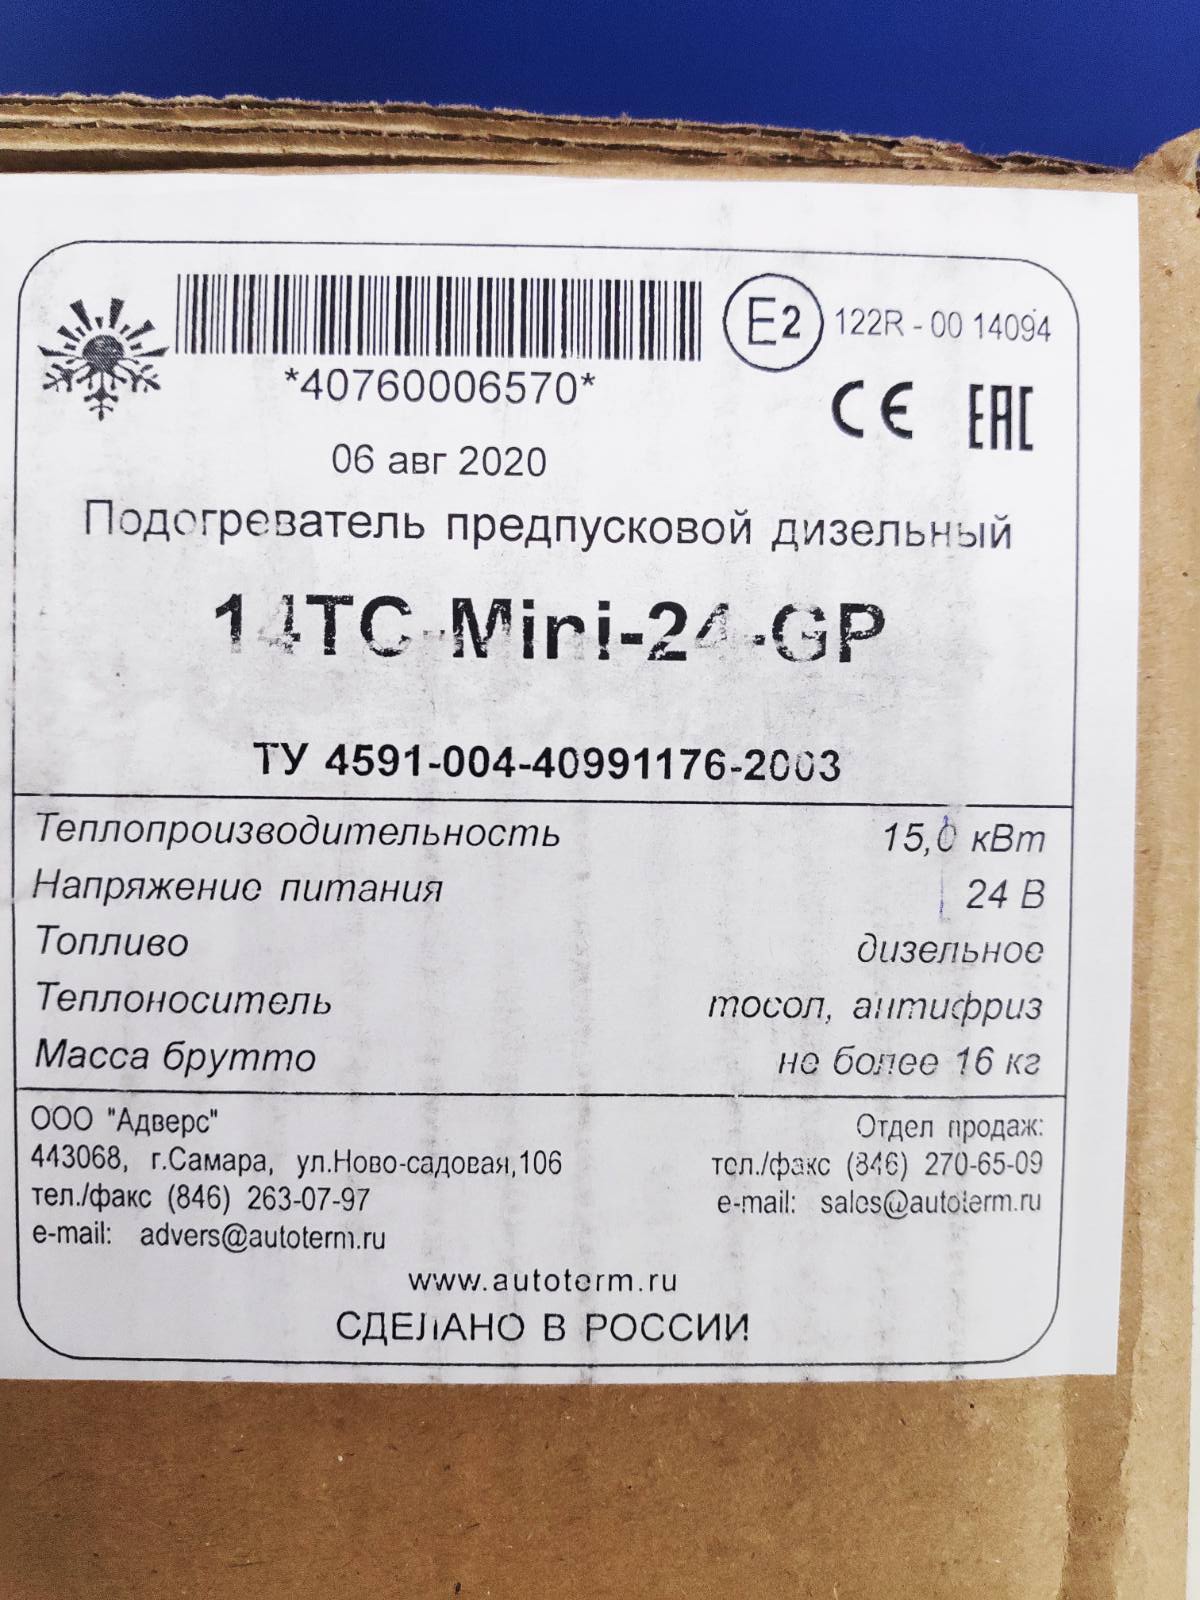 *40760006570*
E2 122R - 00 14094
CE EAC
06 авг 2020
Подогреватель предпусковой дизельный
14ТС-Mini-24-GP
ТУ 4591-004-40991176-2003
Теплопроизводительность 15,0 кВт
Напряжение питания 24 В
Топливо дизельное
Теплоноситель тосол, антифриз
Масса брутто не более 16 кг
ООО "Адверс"
443068, г.Самара, ул.Ново-садовая,106
тел./факс (846) 263-07-97
e-mail: advers@autoterm.ru
Отдел продаж:
тел./факс (846) 270-65-09
e-mail: sales@autoterm.ru
www.autoterm.ru
СДЕЛАНО В РОССИИ